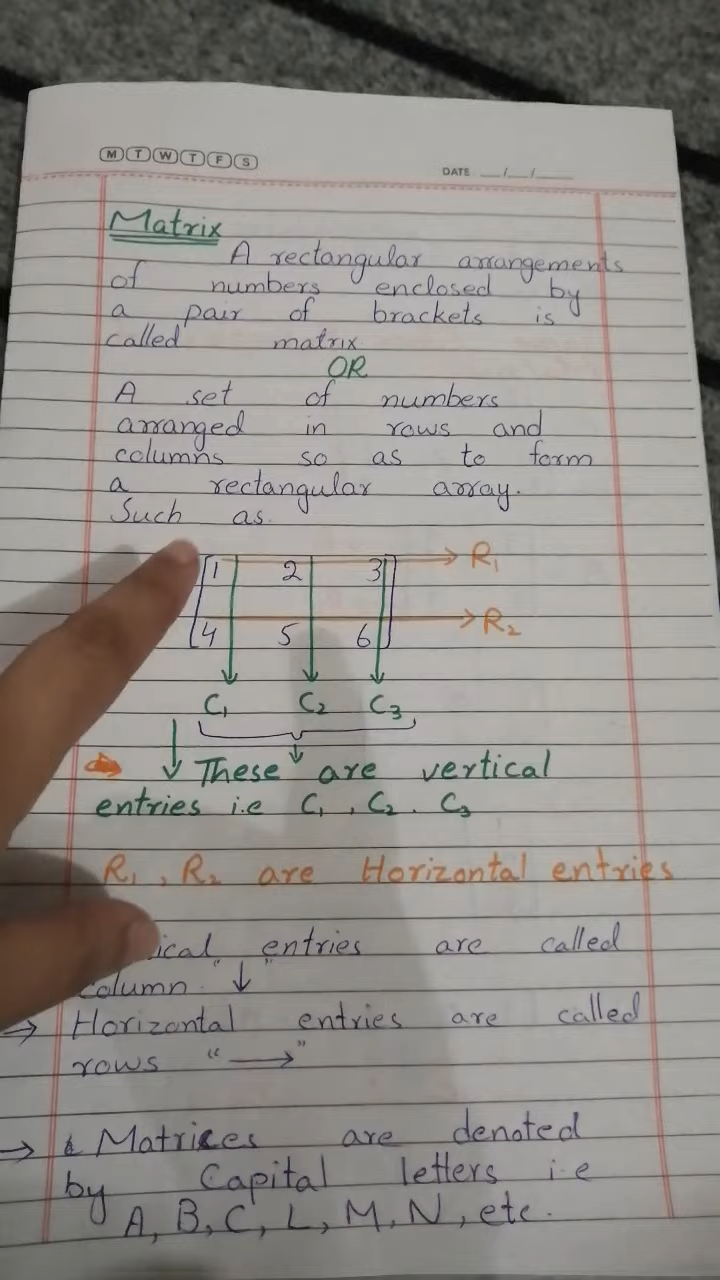 M T W T F S
DATE __/__/____
Matrix
A rectangular arrangements
of numbers enclosed by
a pair of brackets is
called matrix
OR
A set of numbers
arranged in rows and
columns so as to form
a rectangular array.
Such as.
1 2 3 → R₁
4 5 6 → R₂
C₁ C₂ C₃
These are vertical
entries i.e C₁, C₂. C₃
R₁, R₂ are Horizontal entries
entries are called
column. "↓"
→ Horizontal entries are called
rows "→"
→ Matrices are denoted
by Capital letters i.e
A, B, C, L, M, N, etc.